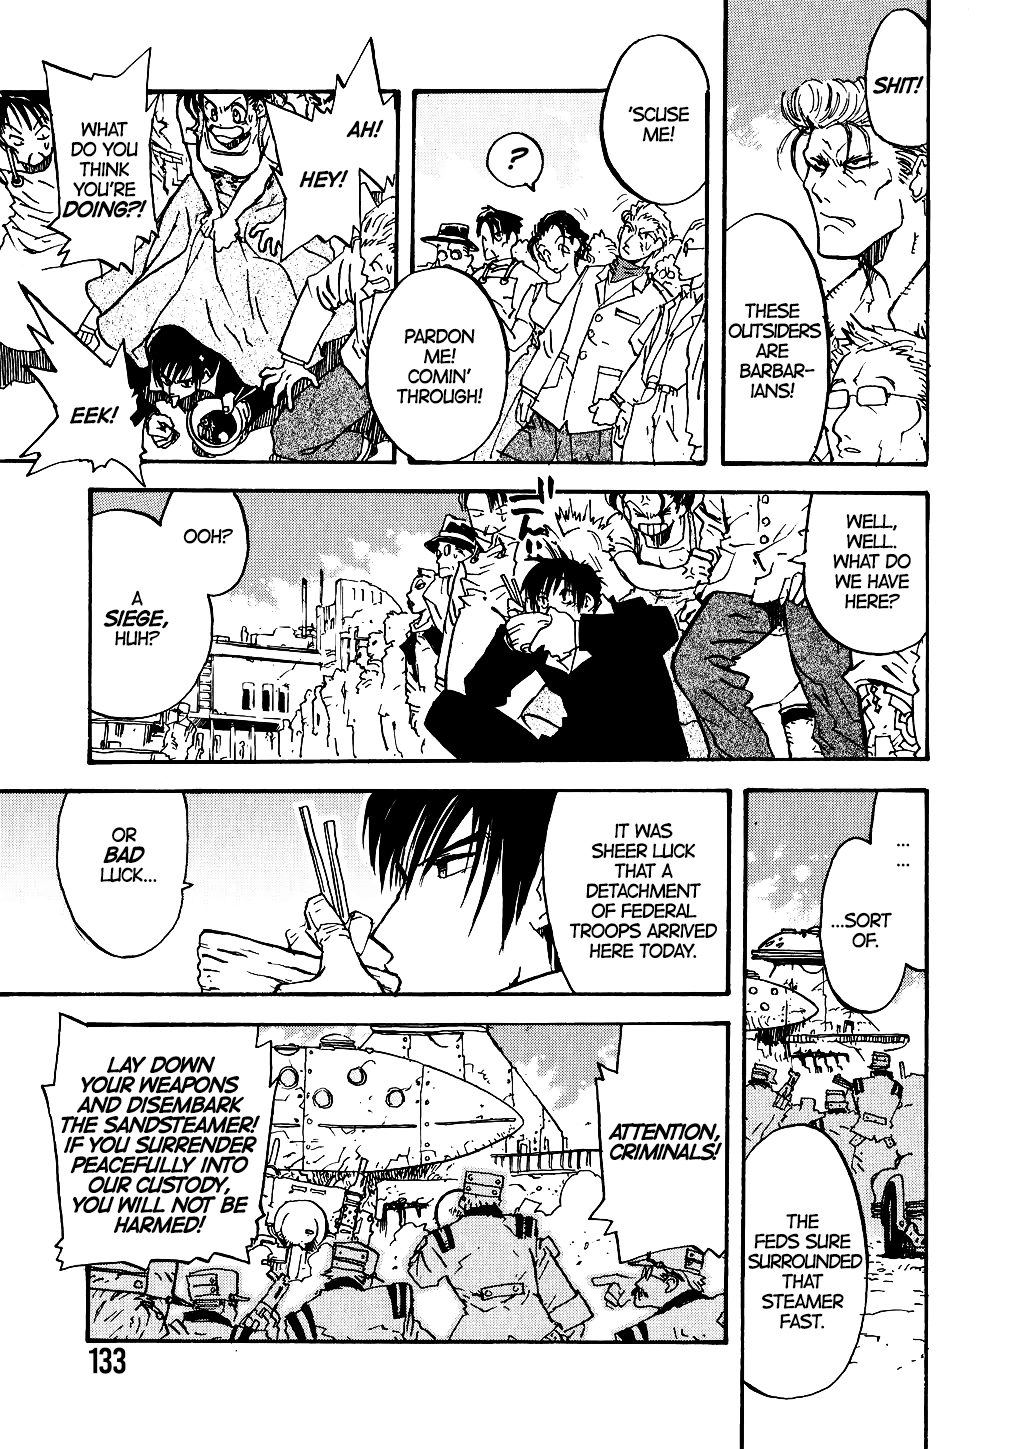 SHIT!
THESE
OUTSIDERS
ARE
BARBAR-
IANS!
'SCUSE
ME!
?
PARDON
ME!
COMIN'
THROUGH!
AH!
HEY!
WHAT
DO YOU
THINK
YOU'RE
DOING?!
EEK!
WELL,
WELL.
WHAT DO
WE HAVE
HERE?
OOH?
A
SIEGE,
HUH?
...
...
...SORT
OF.
THE
FEDS SURE
SURROUNDED
THAT
STEAMER
FAST.
IT WAS
SHEER LUCK
THAT A
DETACHMENT
OF FEDERAL
TROOPS ARRIVED
HERE TODAY.
OR
BAD
LUCK...
ATTENTION,
CRIMINALS!
LAY DOWN
YOUR WEAPONS
AND DISEMBARK
THE SANDSTEAMER!
IF YOU SURRENDER
PEACEFULLY INTO
OUR CUSTODY,
YOU WILL NOT BE
HARMED!
133